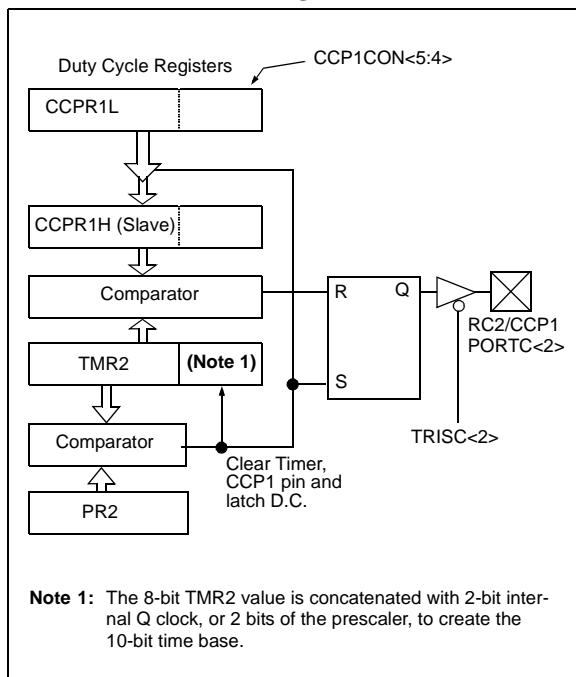 Duty Cycle Registers
CCP1CON<5:4>
CCPR1L
CCPR1H (Slave)
Comparator
R
Q
RC2/CCP1
PORTC<2>
TMR2
(Note 1)
S
TRISC<2>
Comparator
Clear Timer,
CCP1 pin and
latch D.C.
PR2
Note 1: The 8-bit TMR2 value is concatenated with 2-bit inter-
nal Q clock, or 2 bits of the prescaler, to create the
10-bit time base.